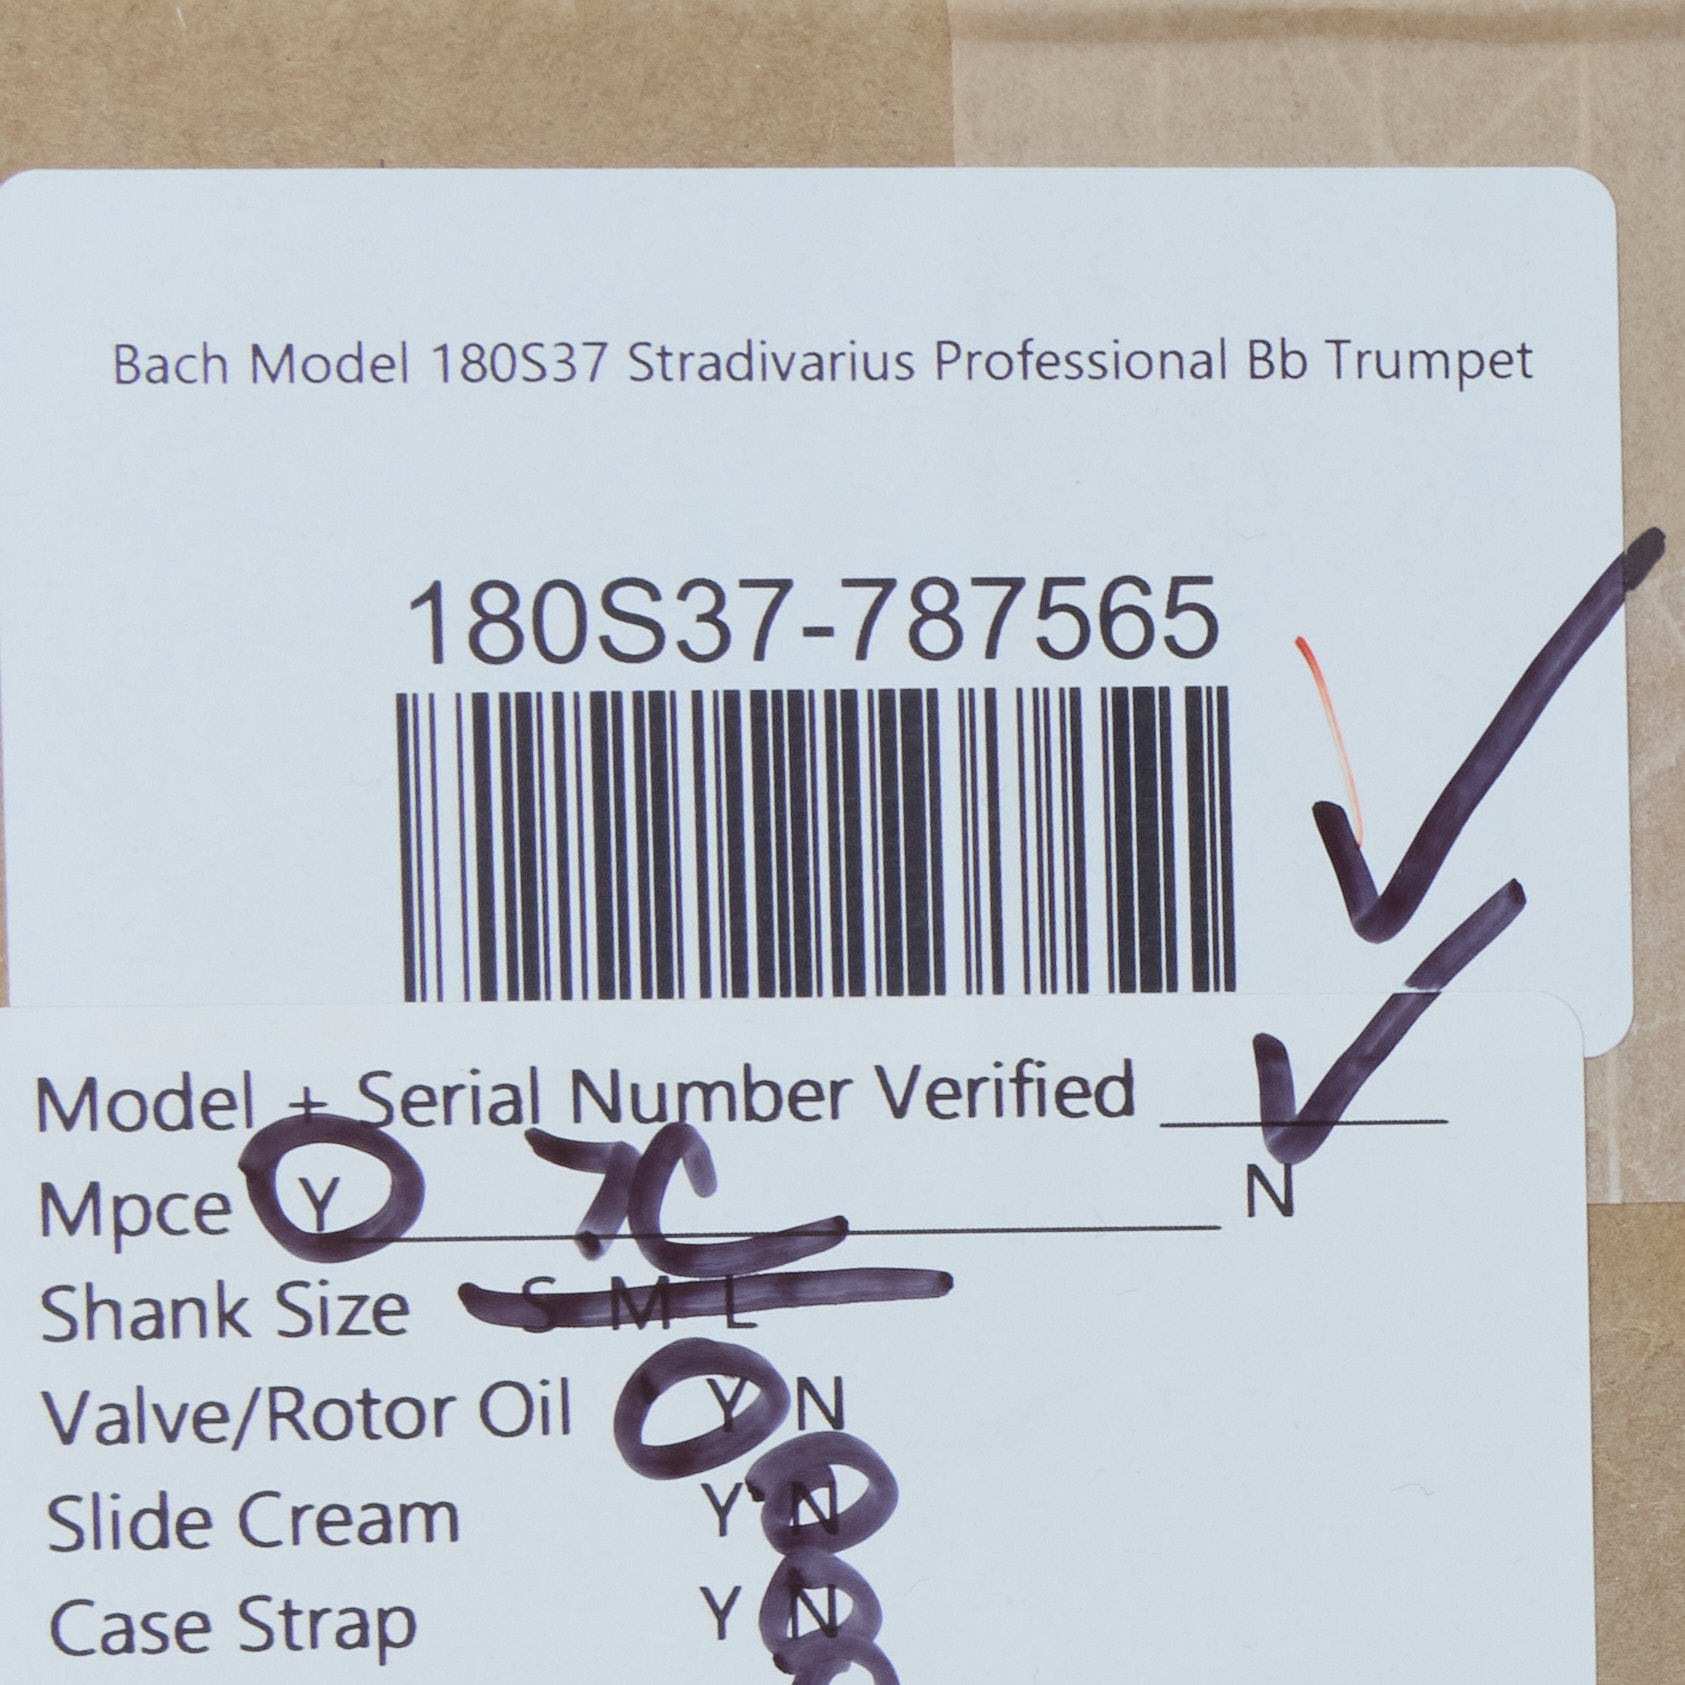 Bach Model 180S37 Stradivarius Professional Bb Trumpet
180S37-787565
Model + Serial Number Verified
Mpce Y 7C N
Shank Size S M L
Valve/Rotor Oil Y N
Slide Cream Y N
Case Strap Y N